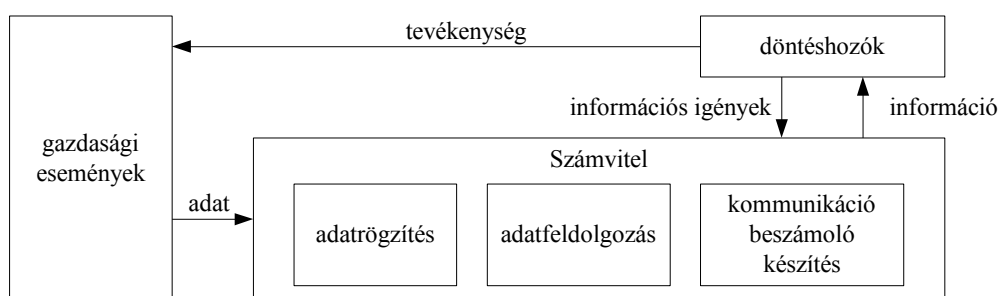 tevékenység
döntéshozók
információs igények
információ
gazdasági
események
Számvitel
adat
adatrögzítés
adatfeldolgozás
kommunikáció
beszámoló
készítés